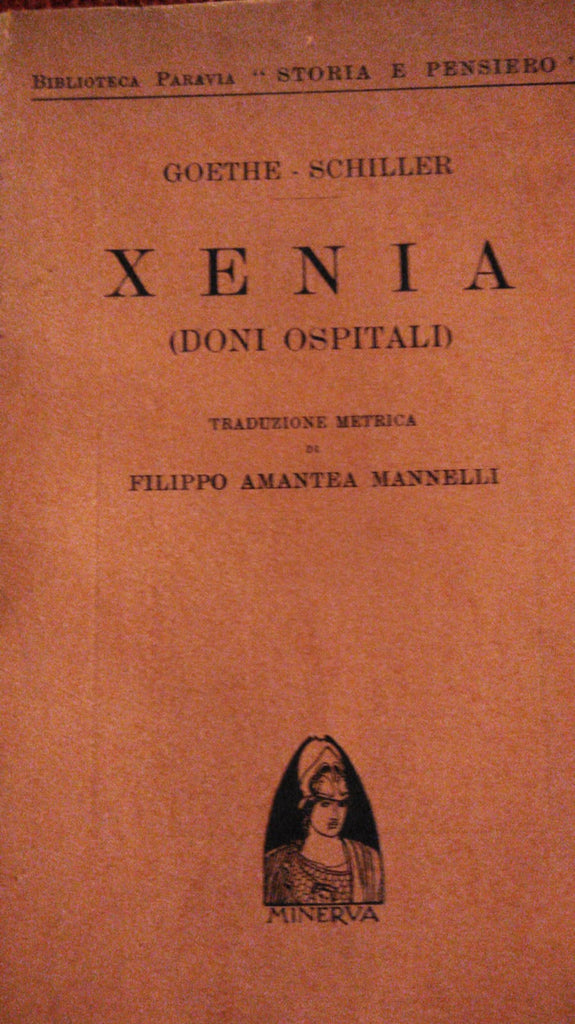 BIBLIOTECA PARAVIA " STORIA E PENSIERO "
GOETHE - SCHILLER
XENIA
(DONI OSPITALI)
TRADUZIONE METRICA
DI
FILIPPO AMANTEA MANNELLI
MINERVA